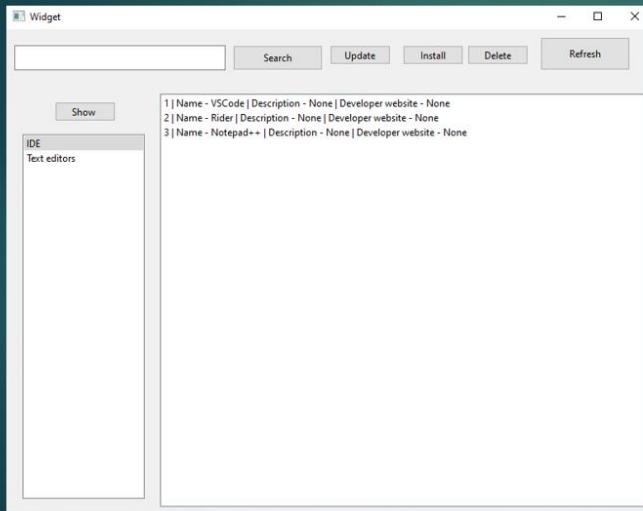 Widget
Search Update Install Delete Refresh
Show
IDE
Text editors
1 | Name - VSCode | Description - None | Developer website - None
2 | Name - Rider | Description - None | Developer website - None
3 | Name - Notepad++ | Description - None | Developer website - None